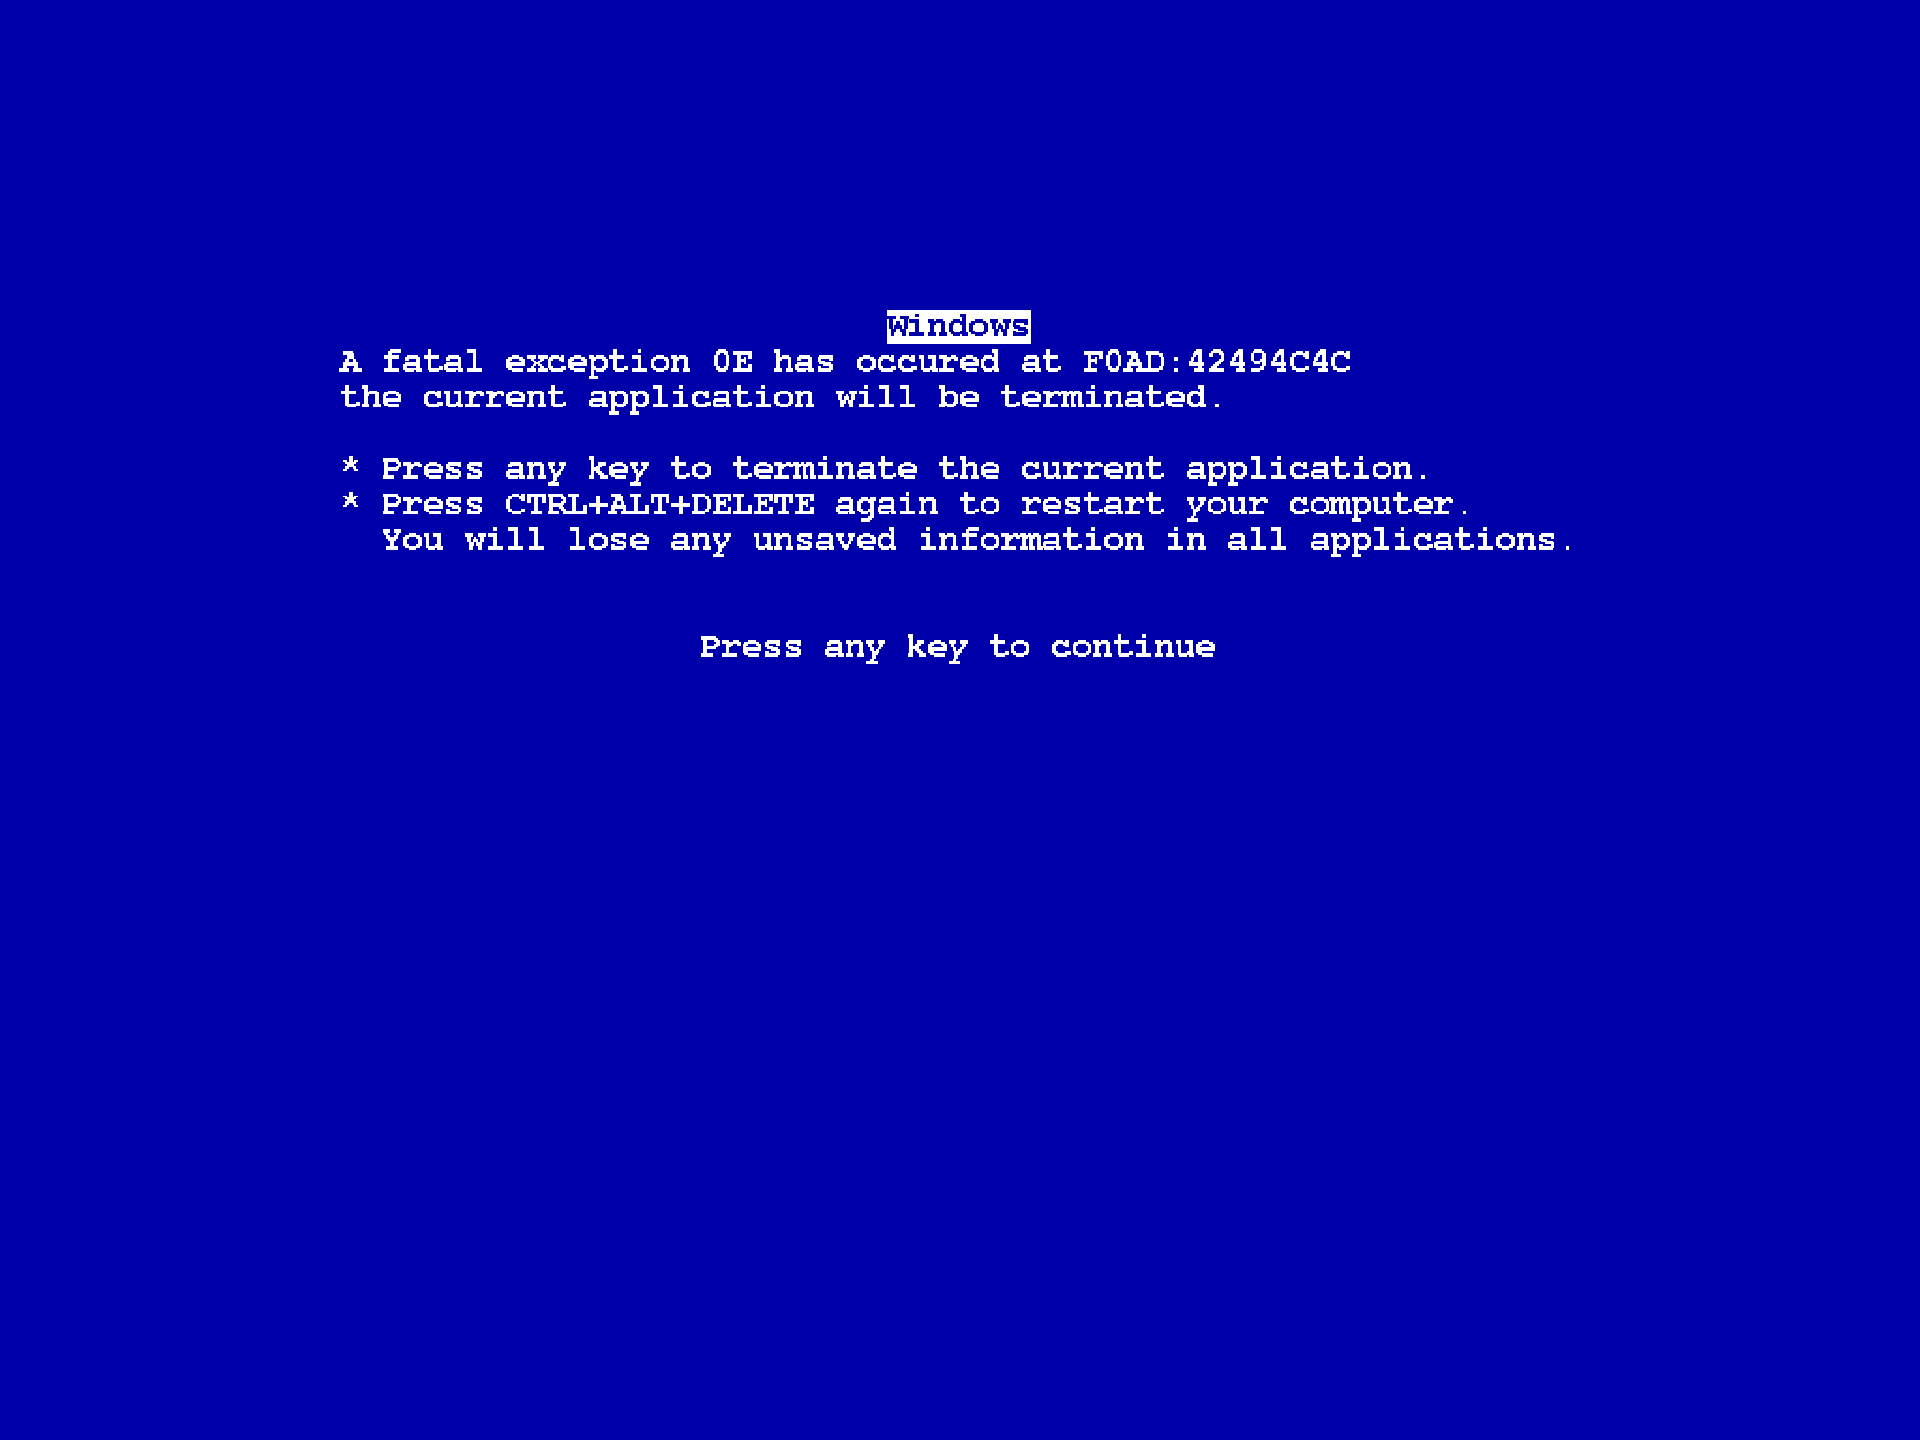 Windows
A fatal exception 0E has occured at F0AD:42494C4C
the current application will be terminated.
* Press any key to terminate the current application.
* Press CTRL+ALT+DELETE again to restart your computer.
You will lose any unsaved information in all applications.
Press any key to continue